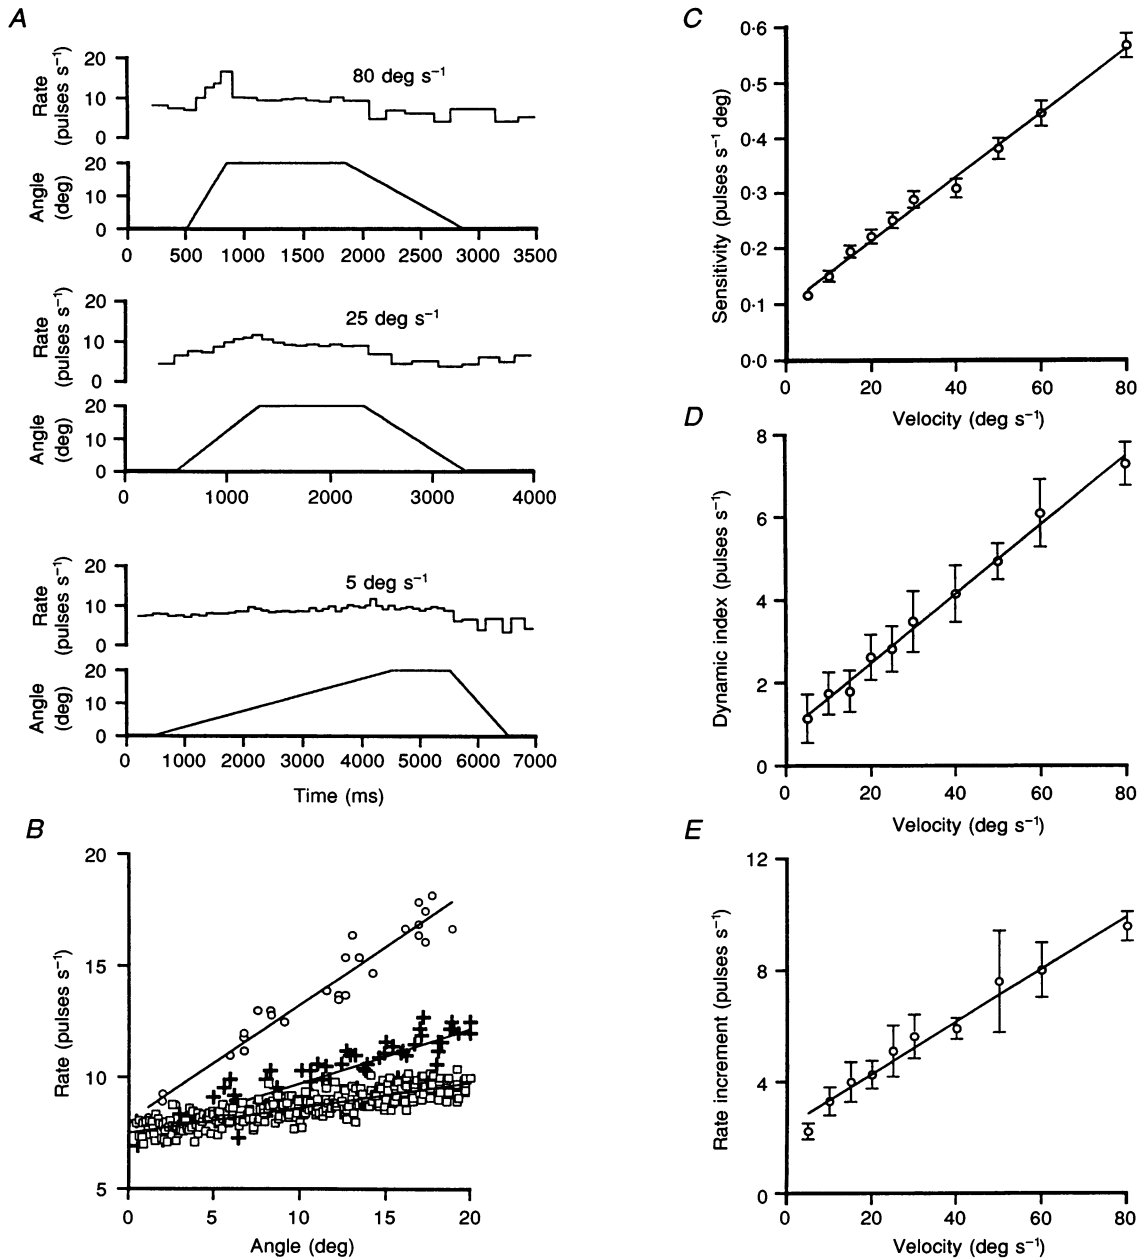 A
Rate
(pulses s⁻¹)
20
10
0
80 deg s⁻¹
Angle
(deg)
20
10
0
0 500 1000 1500 2000 2500 3000 3500
Rate
(pulses s⁻¹)
20
10
0
25 deg s⁻¹
Angle
(deg)
20
10
0
0 1000 2000 3000 4000
Rate
(pulses s⁻¹)
20
10
0
5 deg s⁻¹
Angle
(deg)
20
10
0
0 1000 2000 3000 4000 5000 6000 7000
Time (ms)
B
Rate (pulses s⁻¹)
20
15
10
5
0 5 10 15 20
Angle (deg)
C
Sensitivity (pulses s⁻¹ deg)
0·6
0·5
0·4
0·3
0·2
0·1
0·0
0 20 40 60 80
Velocity (deg s⁻¹)
D
Dynamic index (pulses s⁻¹)
8
6
4
2
0
0 20 40 60 80
Velocity (deg s⁻¹)
E
Rate increment (pulses s⁻¹)
12
8
4
0
0 20 40 60 80
Velocity (deg s⁻¹)